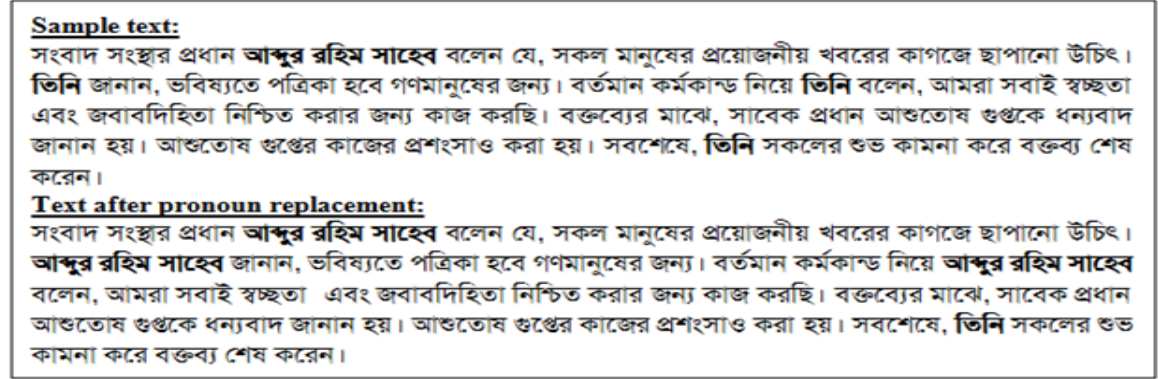 Sample text:
সংবাদ সংস্থার প্রধান আব্দুর রহিম সাহেব বলেন যে, সকল মানুষের প্রয়োজনীয় খবরের কাগজে ছাপানো উচিৎ।
তিনি জানান, ভবিষ্যতে পত্রিকা হবে গণমানুষের জন্য। বর্তমান কর্মকান্ড নিয়ে তিনি বলেন, আমরা সবাই স্বচ্ছতা
এবং জবাবদিহিতা নিশ্চিত করার জন্য কাজ করছি। বক্তব্যের মাঝে, সাবেক প্রধান আশুতোষ গুপ্তকে ধন্যবাদ
জানান হয়। আশুতোষ গুপ্তের কাজের প্রশংসাও করা হয়। সবশেষে, তিনি সকলের শুভ কামনা করে বক্তব্য শেষ
করেন।
Text after pronoun replacement:
সংবাদ সংস্থার প্রধান আব্দুর রহিম সাহেব বলেন যে, সকল মানুষের প্রয়োজনীয় খবরের কাগজে ছাপানো উচিৎ।
আব্দুর রহিম সাহেব জানান, ভবিষ্যতে পত্রিকা হবে গণমানুষের জন্য। বর্তমান কর্মকান্ড নিয়ে আব্দুর রহিম সাহেব
বলেন, আমরা সবাই স্বচ্ছতা এবং জবাবদিহিতা নিশ্চিত করার জন্য কাজ করছি। বক্তব্যের মাঝে, সাবেক প্রধান
আশুতোষ গুপ্তকে ধন্যবাদ জানান হয়। আশুতোষ গুপ্তের কাজের প্রশংসাও করা হয়। সবশেষে, তিনি সকলের শুভ
কামনা করে বক্তব্য শেষ করেন।